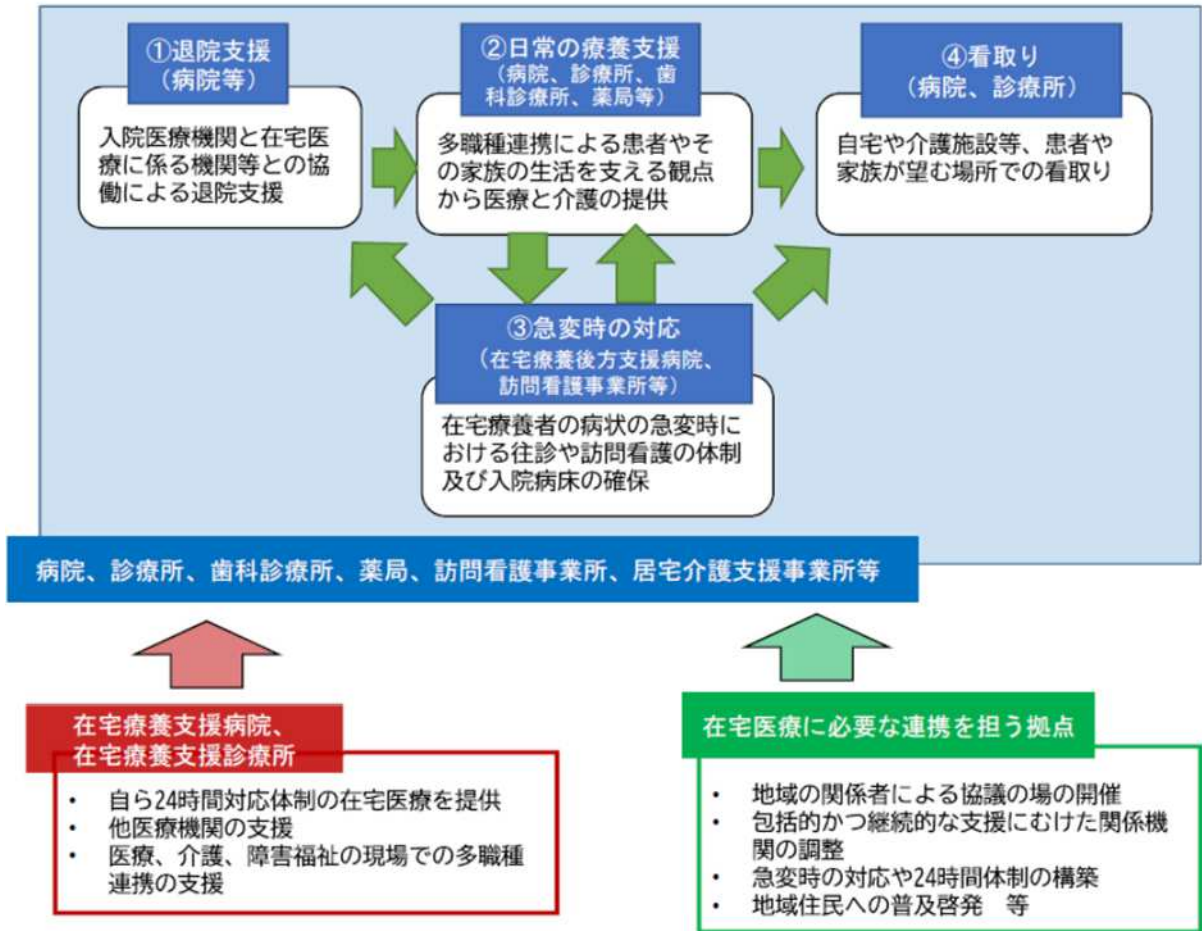 ①退院支援
(病院等)
入院医療機関と在宅医
療に係る機関等との協
働による退院支援
②日常の療養支援
(病院、診療所、歯
科診療所、薬局等)
多職種連携による患者やそ
の家族の生活を支える観点
から医療と介護の提供
④看取り
(病院、診療所)
自宅や介護施設等、患者や
家族が望む場所での看取り
③急変時の対応
(在宅療養後方支援病院、
訪問看護事業所等)
在宅療養者の病状の急変時に
おける往診や訪問看護の体制
及び入院病床の確保
病院、診療所、歯科診療所、薬局、訪問看護事業所、居宅介護支援事業所等
在宅療養支援病院、
在宅療養支援診療所
• 自ら24時間対応体制の在宅医療を提供
• 他医療機関の支援
• 医療、介護、障害福祉の現場での多職種
連携の支援
在宅医療に必要な連携を担う拠点
• 地域の関係者による協議の場の開催
• 包括的かつ継続的な支援にむけた関係機
関の調整
• 急変時の対応や24時間体制の構築
• 地域住民への普及啓発 等